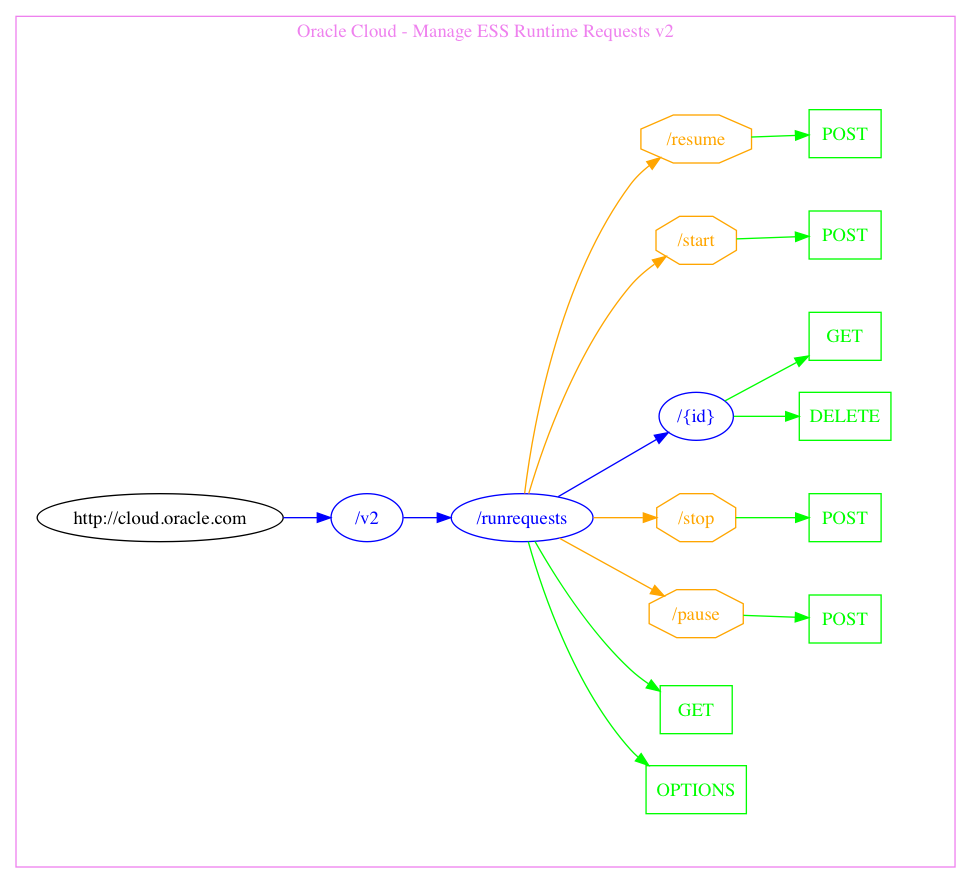 Oracle Cloud - Manage ESS Runtime Requests v2
/resume
POST
/start
POST
GET
/{id}
DELETE
http://cloud.oracle.com
/v2
/runrequests
/stop
POST
/pause
POST
GET
OPTIONS